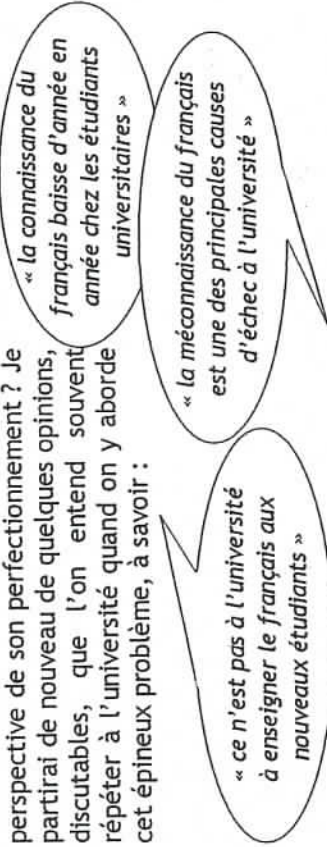 perspective de son perfectionnement ? Je
partirai de nouveau de quelques opinions,
discutables, que l'on entend souvent
répéter à l'université quand on y aborde
cet épineux problème, à savoir :
« la connaissance du
français baisse d'année en
année chez les étudiants
universitaires »
« la méconnaissance du français
est une des principales causes
d'échec à l'université »
« ce n'est pas à l'université
à enseigner le français aux
nouveaux étudiants »